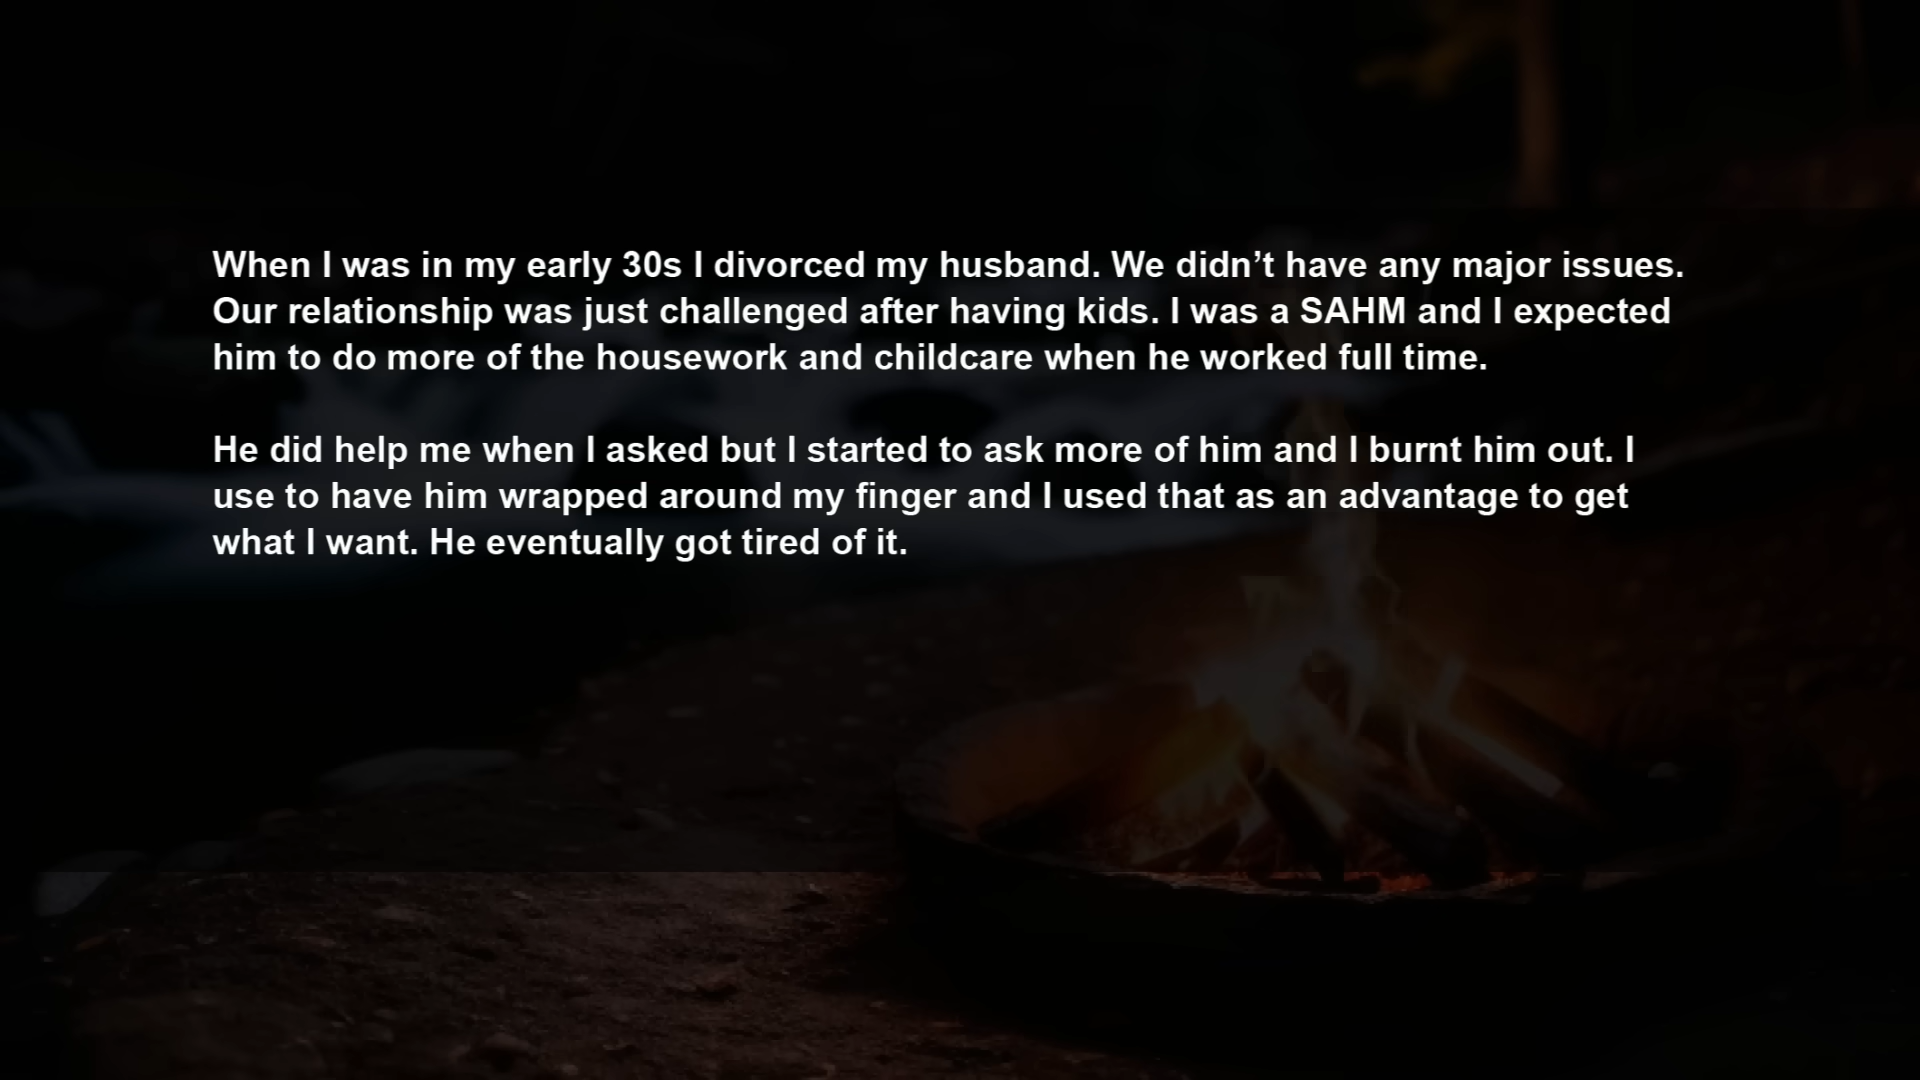 When I was in my early 30s I divorced my husband. We didn’t have any major issues.
Our relationship was just challenged after having kids. I was a SAHM and I expected
him to do more of the housework and childcare when he worked full time.
He did help me when I asked but I started to ask more of him and I burnt him out. I
use to have him wrapped around my finger and I used that as an advantage to get
what I want. He eventually got tired of it.